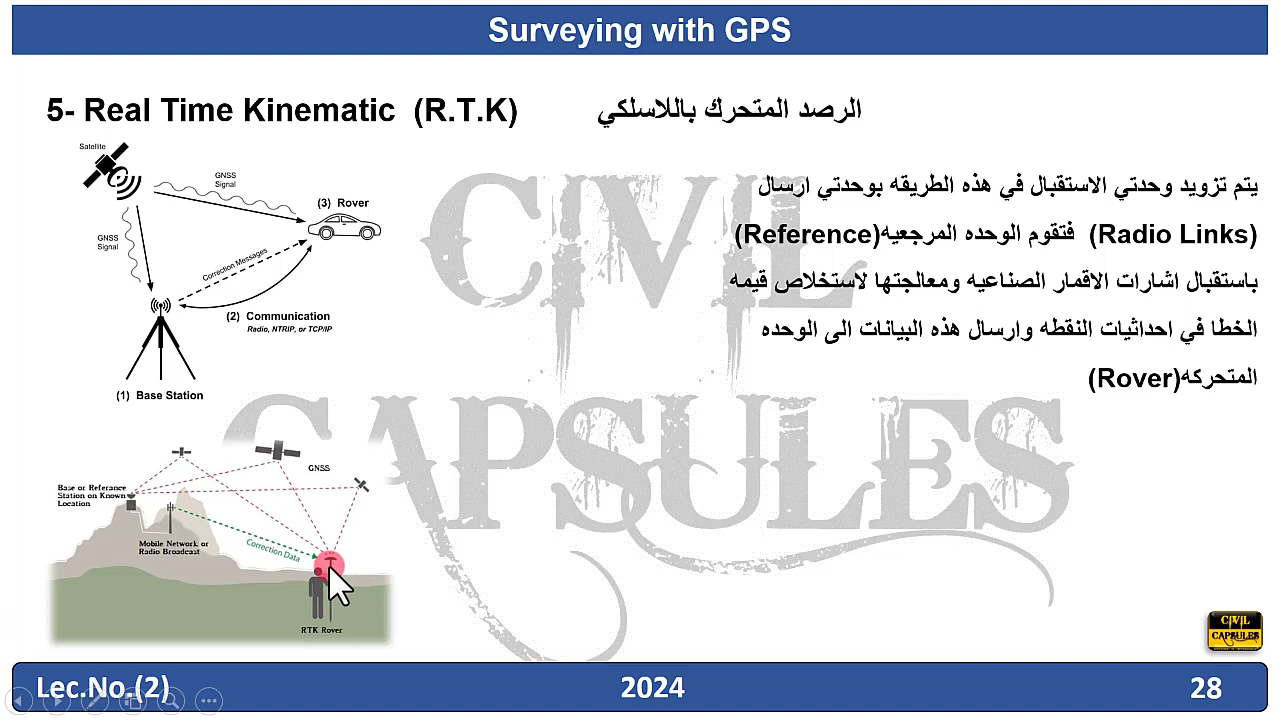 Surveying with GPS
5- Real Time Kinematic (R.T.K) الرصد المتحرك باللاسلكي
Satellite
GNSS
Signal
(3) Rover
GNSS
Signal
Correction Messages
(2) Communication
Radio, NTRIP, or TCP/IP
(1) Base Station
يتم تزويد وحدتي الاستقبال في هذه الطريقه بوحدتي ارسال
(Radio Links) فتقوم الوحده المرجعيه(Reference)
باستقبال اشارات الاقمار الصناعيه ومعالجتها لاستخلاص قيمه
الخطا في احداثيات النقطه وارسال هذه البيانات الى الوحده
المتحركه(Rover)
CIVIL
CAPSULES
GNSS
Base or Referance
Station on Known
Location
Mobile Network or
Radio Broadcast
Correction Data
RTK Rover
CIVIL
CAPSULES
Lec.No.(2) 2024 28